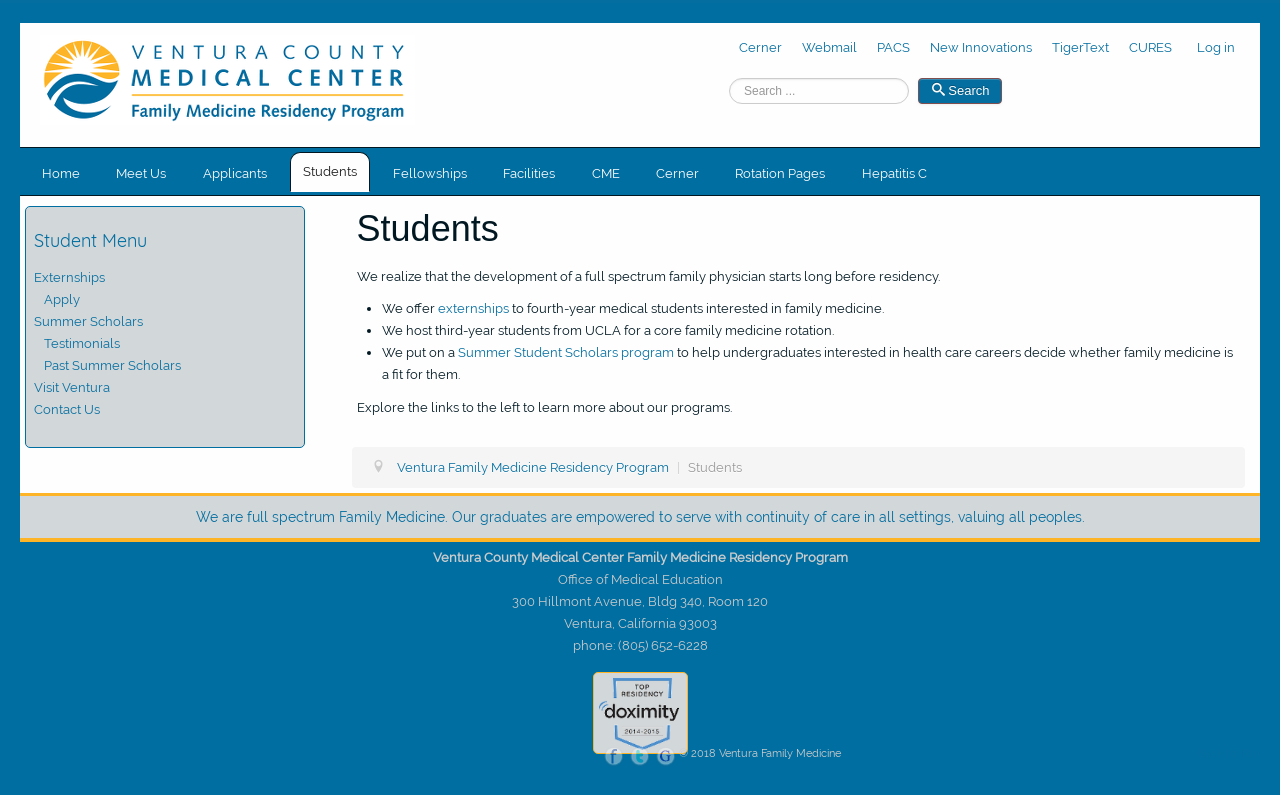 VENTURA COUNTY
MEDICAL CENTER
Family Medicine Residency Program
Cerner Webmail PACS New Innovations TigerText CURES Log in
Search ... Search
Home Meet Us Applicants Students Fellowships Facilities CME Cerner Rotation Pages Hepatitis C
Student Menu
Externships
Apply
Summer Scholars
Testimonials
Past Summer Scholars
Visit Ventura
Contact Us
Students
We realize that the development of a full spectrum family physician starts long before residency.
• We offer externships to fourth-year medical students interested in family medicine.
• We host third-year students from UCLA for a core family medicine rotation.
• We put on a Summer Student Scholars program to help undergraduates interested in health care careers decide whether family medicine is
a fit for them.
Explore the links to the left to learn more about our programs.
Ventura Family Medicine Residency Program | Students
We are full spectrum Family Medicine. Our graduates are empowered to serve with continuity of care in all settings, valuing all peoples.
Ventura County Medical Center Family Medicine Residency Program
Office of Medical Education
300 Hillmont Avenue, Bldg 340, Room 120
Ventura, California 93003
phone: (805) 652-6228
TOP
RESIDENCY
doximity
2014-2015
f t G © 2018 Ventura Family Medicine